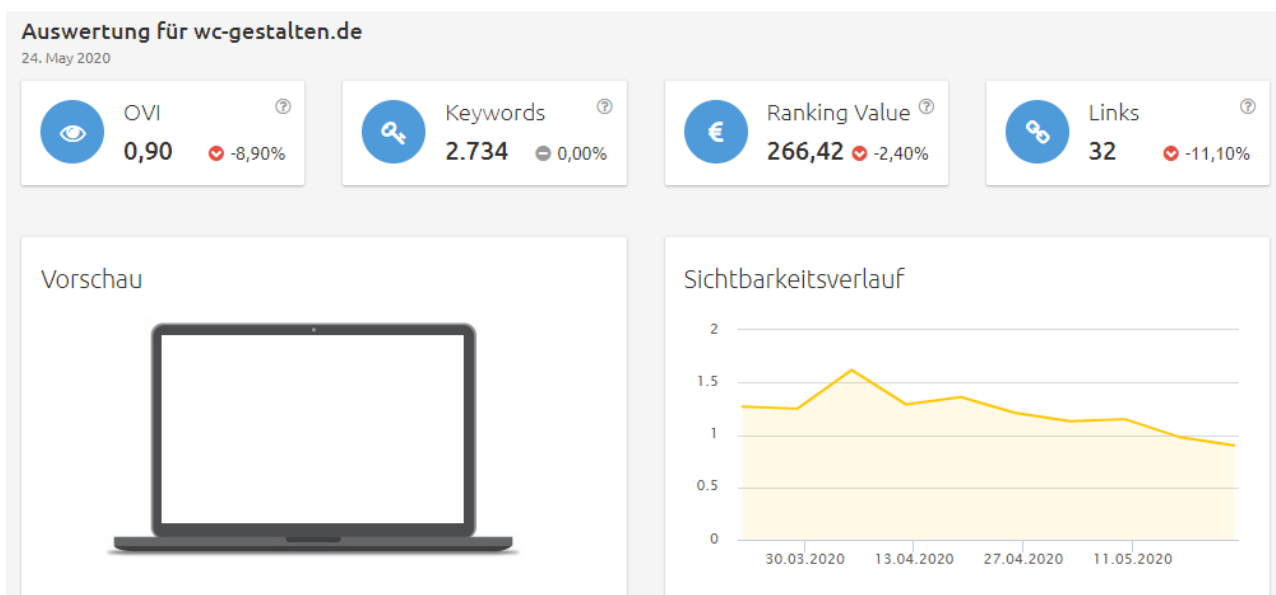 Auswertung für wc-gestalten.de
24. May 2020
OVI
0,90 -8,90%
Keywords
2.734 0,00%
Ranking Value
266,42 -2,40%
Links
32 -11,10%
Vorschau
Sichtbarkeitsverlauf
2
1.5
1
0.5
0
30.03.2020 13.04.2020 27.04.2020 11.05.2020